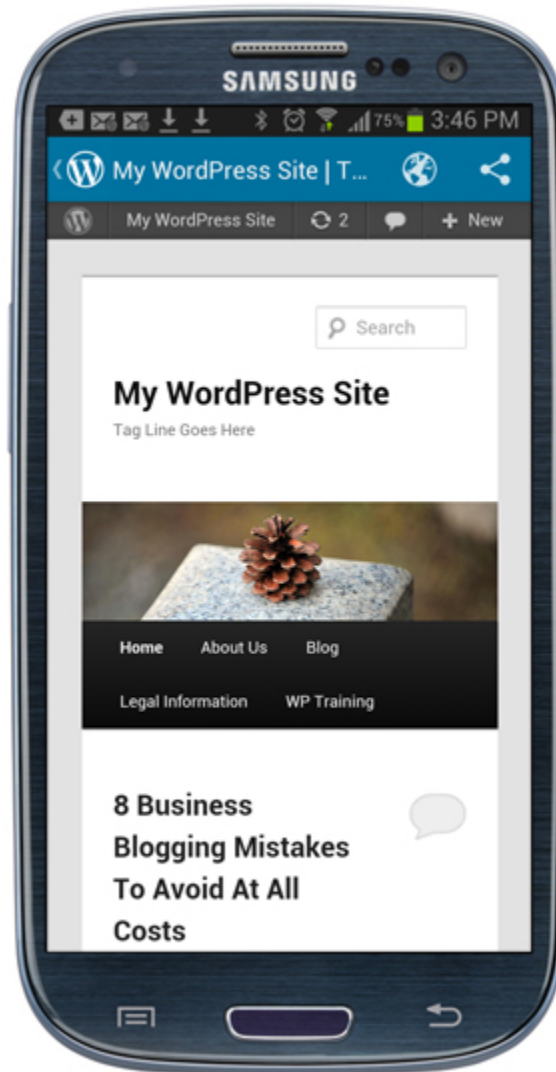 SAMSUNG
75% 3:46 PM
My WordPress Site | T...
My WordPress Site 2 New
Search
My WordPress Site
Tag Line Goes Here
Home About Us Blog
Legal Information WP Training
8 Business
Blogging Mistakes
To Avoid At All
Costs